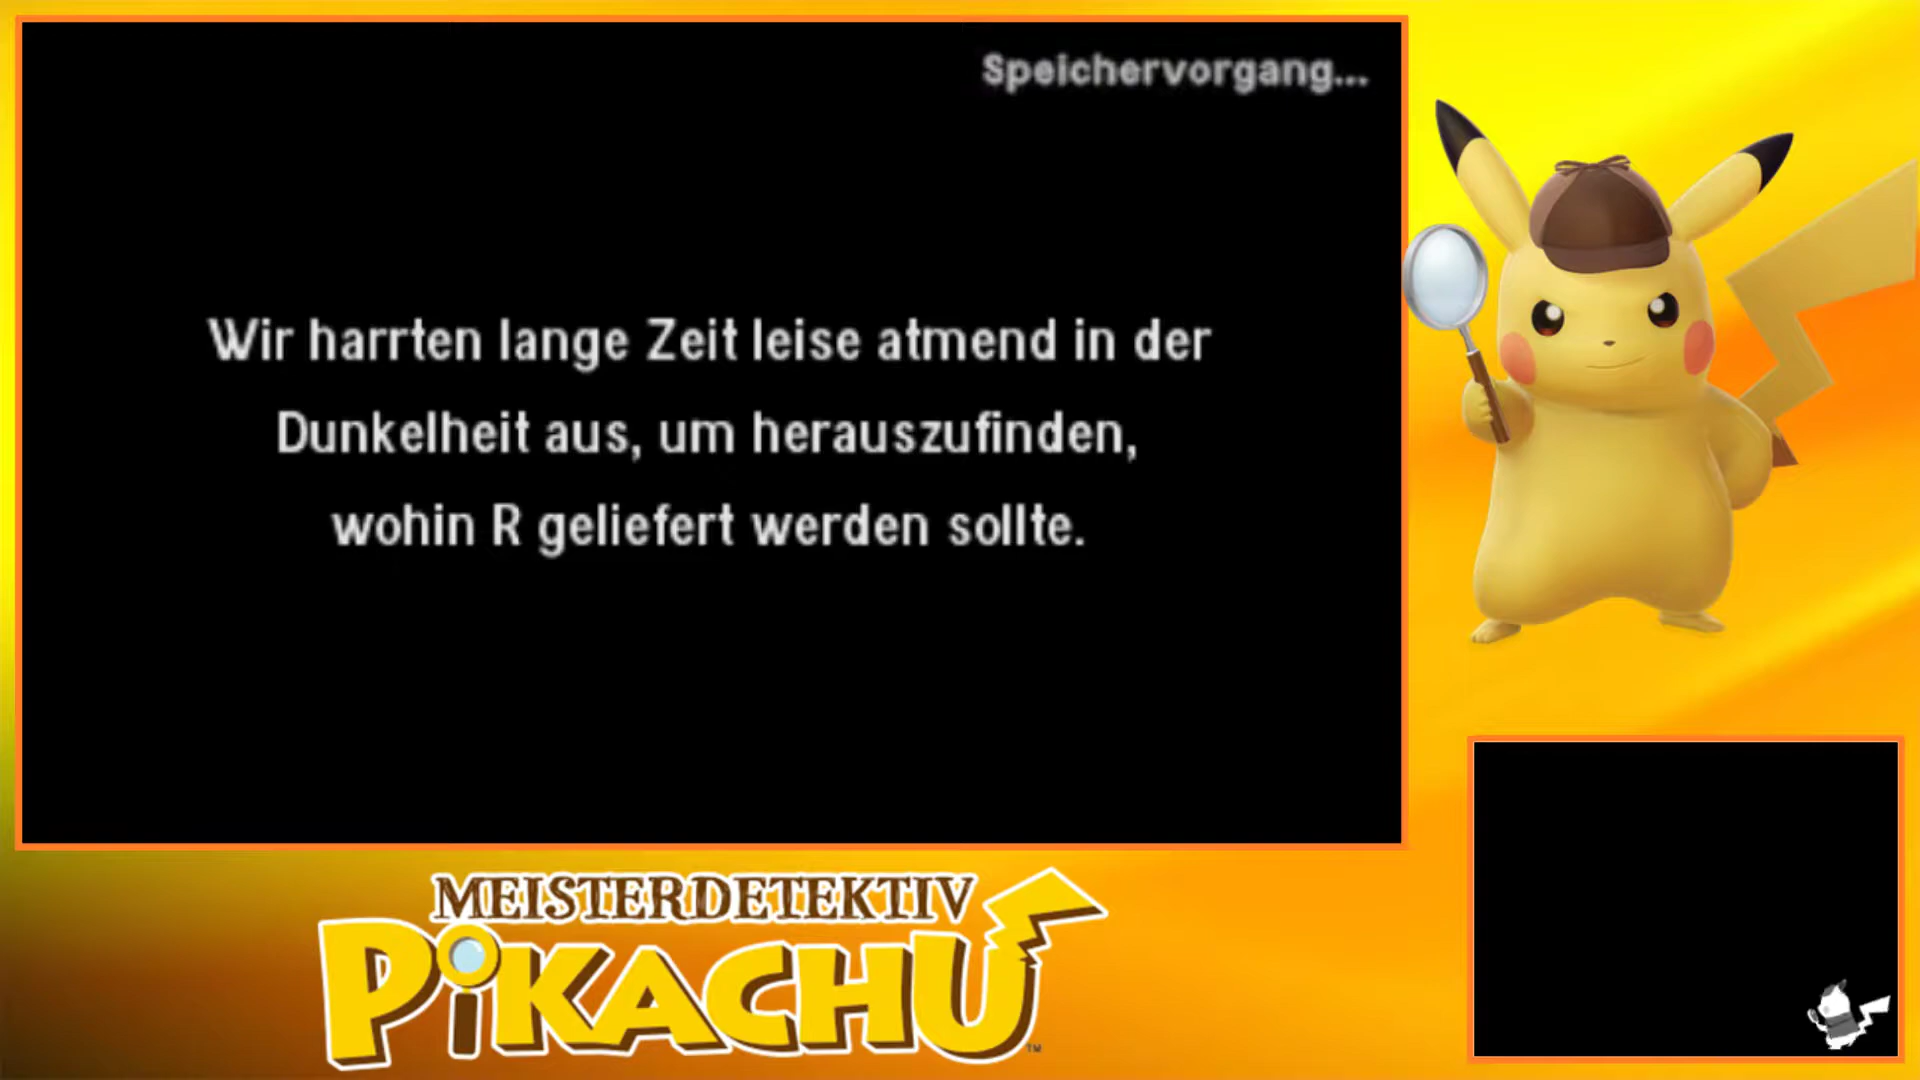 Speichervorgang...
Wir harrten lange Zeit leise atmend in der
Dunkelheit aus, um herauszufinden,
wohin R geliefert werden sollte.
MEISTERDETEKTIV
PIKACHU
TM